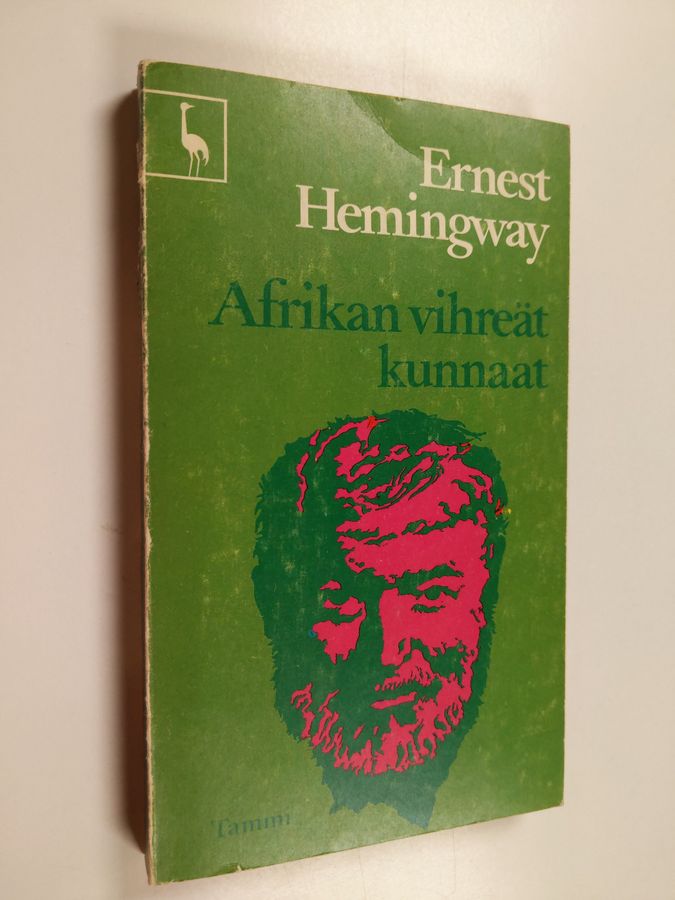 Ernest
Hemingway
Afrikan vihreät
kunnaat
Tammi